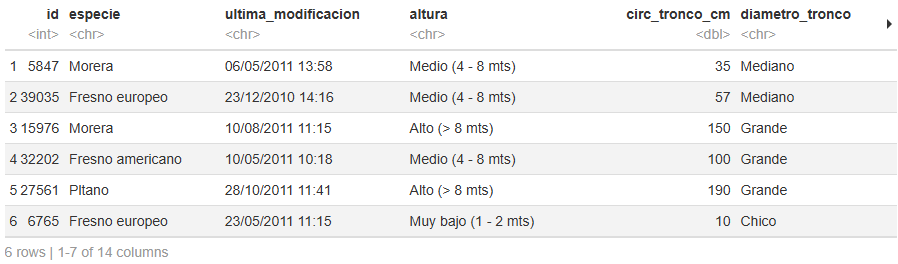 id especie ultima_modificacion altura circ_tronco_cm diametro_tronco
<int> <chr> <chr> <chr> <dbl> <chr>
1 5847 Morera 06/05/2011 13:58 Medio (4 - 8 mts) 35 Mediano
2 39035 Fresno europeo 23/12/2010 14:16 Medio (4 - 8 mts) 57 Mediano
3 15976 Morera 10/08/2011 11:15 Alto (> 8 mts) 150 Grande
4 32202 Fresno americano 10/05/2011 10:18 Medio (4 - 8 mts) 100 Grande
5 27561 Pltano 28/10/2011 11:41 Alto (> 8 mts) 190 Grande
6 6765 Fresno europeo 23/05/2011 11:15 Muy bajo (1 - 2 mts) 10 Chico
6 rows | 1-7 of 14 columns